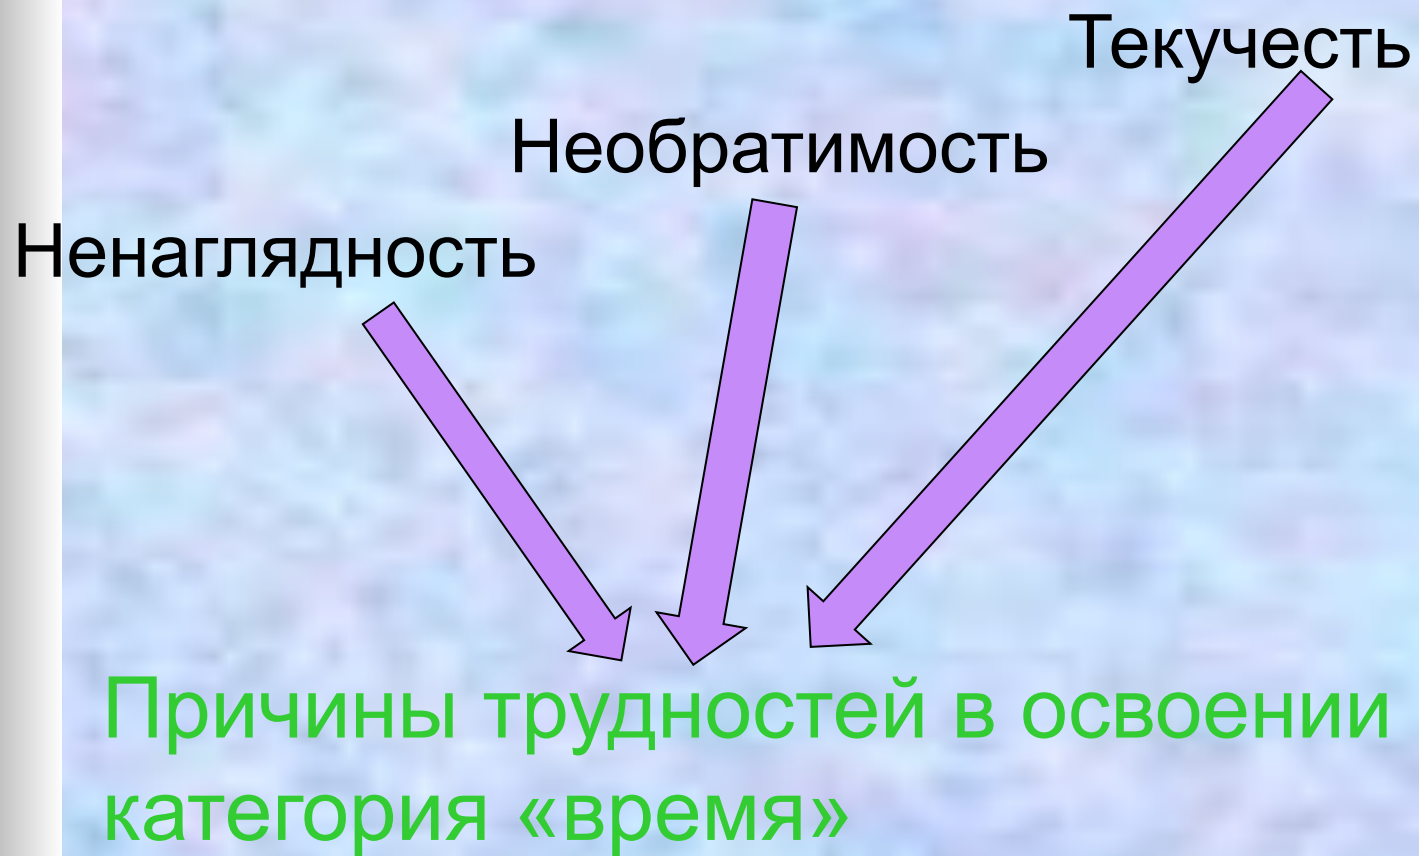 Текучесть
Необратимость
Ненаглядность
Причины трудностей в освоении
категория «время»